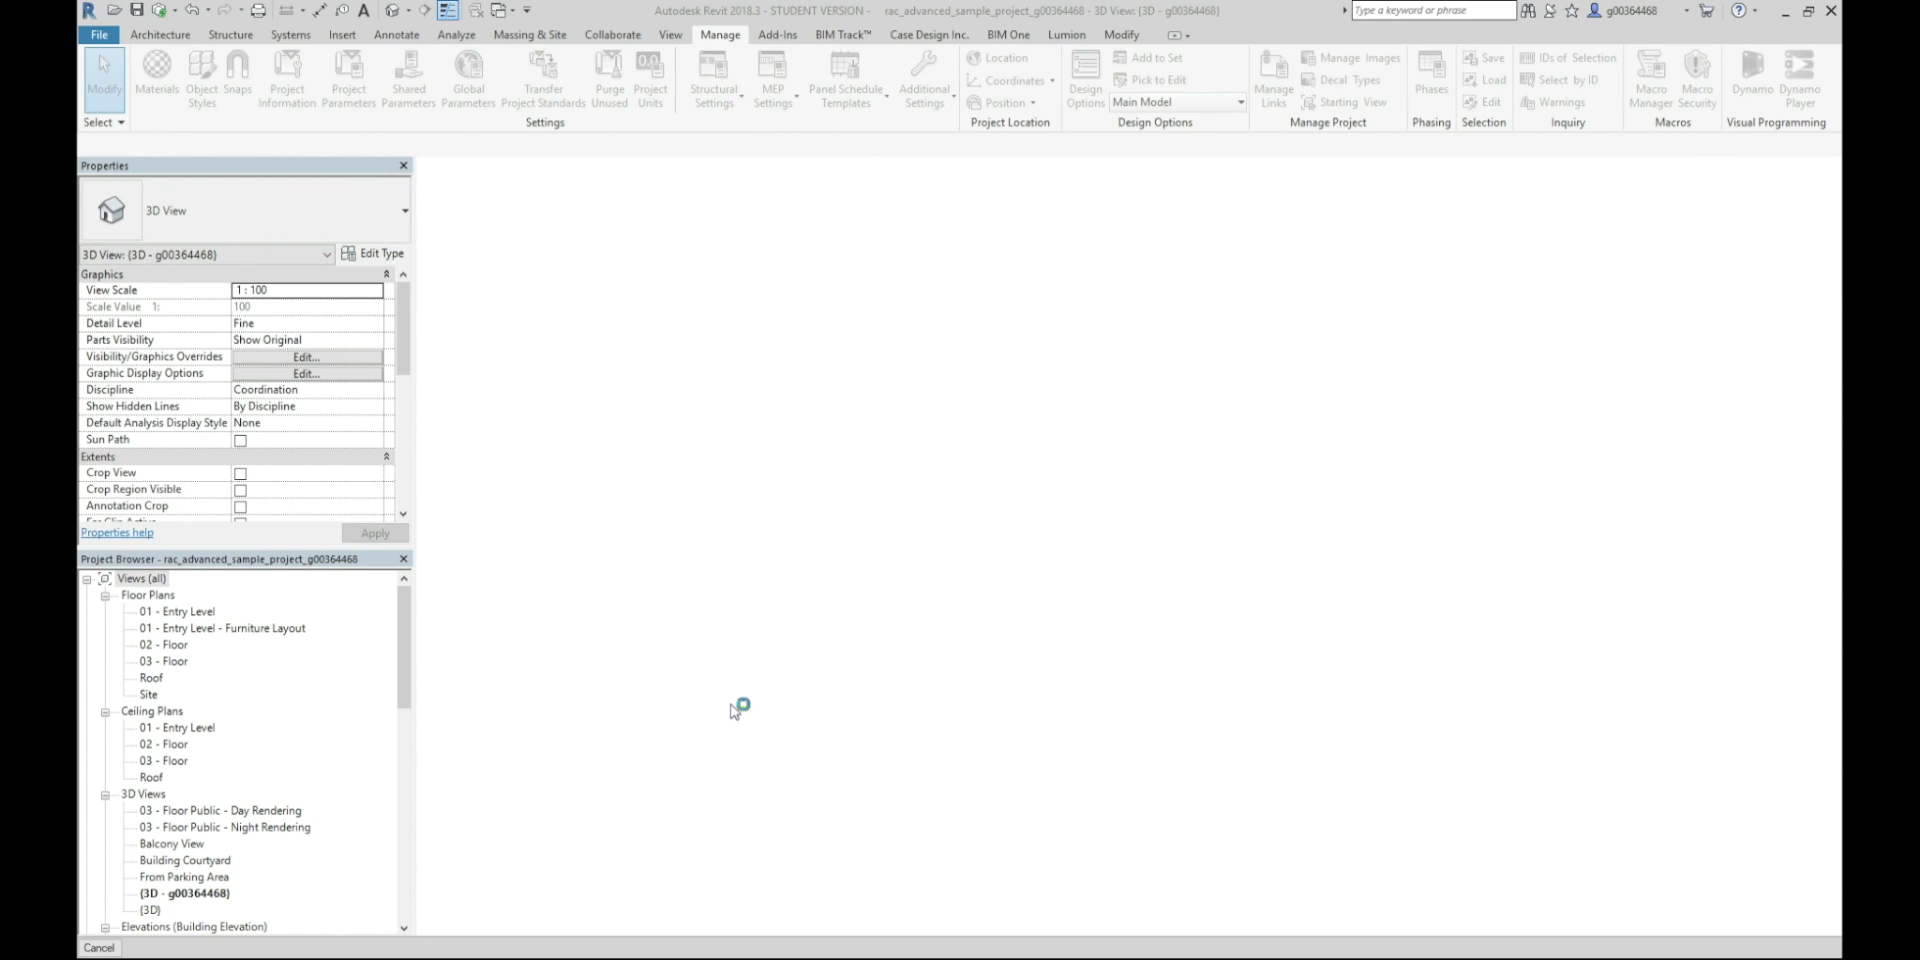 Autodesk Revit 2018.3 - STUDENT VERSION - rac_advanced_sample_project_g00364468 - 3D View: {3D - g00364468}
Type a keyword or phrase
g00364468
File Architecture Structure Systems Insert Annotate Analyze Massing & Site Collaborate View Manage Add-Ins BIM Track™ Case Design Inc. BIM One Lumion Modify
Modify
Materials
Object Styles
Snaps
Project Information
Project Parameters
Shared Parameters
Global Parameters
Transfer Project Standards
Purge Unused
Project Units
Structural Settings
MEP Settings
Panel Schedule Templates
Additional Settings
Location
Coordinates
Position
Design Options
Add to Set
Pick to Edit
Main Model
Manage Links
Manage Images
Decal Types
Starting View
Phases
Save
Load
Edit
IDs of Selection
Select by ID
Warnings
Macro Manager
Macro Security
Dynamo
Dynamo Player
Select Settings Project Location Design Options Manage Project Phasing Selection Inquiry Macros Visual Programming
Properties
3D View
3D View: {3D - g00364468} Edit Type
Graphics
View Scale 1 : 100
Scale Value 1: 100
Detail Level Fine
Parts Visibility Show Original
Visibility/Graphics Overrides Edit...
Graphic Display Options Edit...
Discipline Coordination
Show Hidden Lines By Discipline
Default Analysis Display Style None
Sun Path
Extents
Crop View
Crop Region Visible
Annotation Crop
Properties help Apply
Project Browser - rac_advanced_sample_project_g00364468
Views (all)
Floor Plans
01 - Entry Level
01 - Entry Level - Furniture Layout
02 - Floor
03 - Floor
Roof
Site
Ceiling Plans
01 - Entry Level
02 - Floor
03 - Floor
Roof
3D Views
03 - Floor Public - Day Rendering
03 - Floor Public - Night Rendering
Balcony View
Building Courtyard
From Parking Area
{3D - g00364468}
{3D}
Elevations (Building Elevation)
Cancel